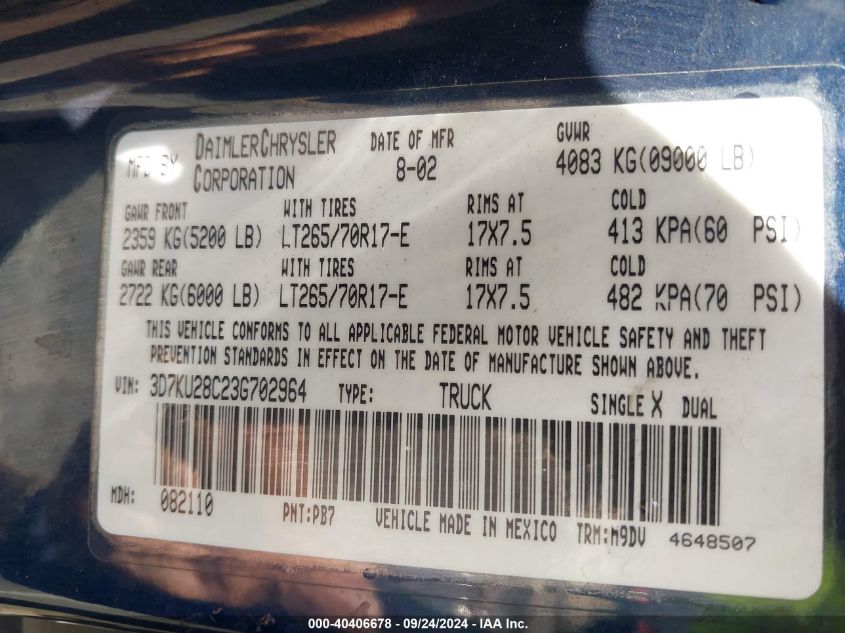 MFD BY DAIMLERCHRYSLER CORPORATION DATE OF MFR 8-02 GVWR 4083 KG(09000 LB)
GAWR FRONT WITH TIRES RIMS AT COLD
2359 KG(5200 LB) LT265/70R17-E 17X7.5 413 KPA(60 PSI)
GAWR REAR WITH TIRES RIMS AT COLD
2722 KG(6000 LB) LT265/70R17-E 17X7.5 482 KPA(70 PSI)
THIS VEHICLE CONFORMS TO ALL APPLICABLE FEDERAL MOTOR VEHICLE SAFETY AND THEFT
PREVENTION STANDARDS IN EFFECT ON THE DATE OF MANUFACTURE SHOWN ABOVE.
VIN: 3D7KU28C23G702964 TYPE: TRUCK SINGLE X DUAL
MDH: 082110 PNT:PB7 VEHICLE MADE IN MEXICO TRM:M9DV 4648507
000-40406678 - 09/24/2024 - www.iaai.com